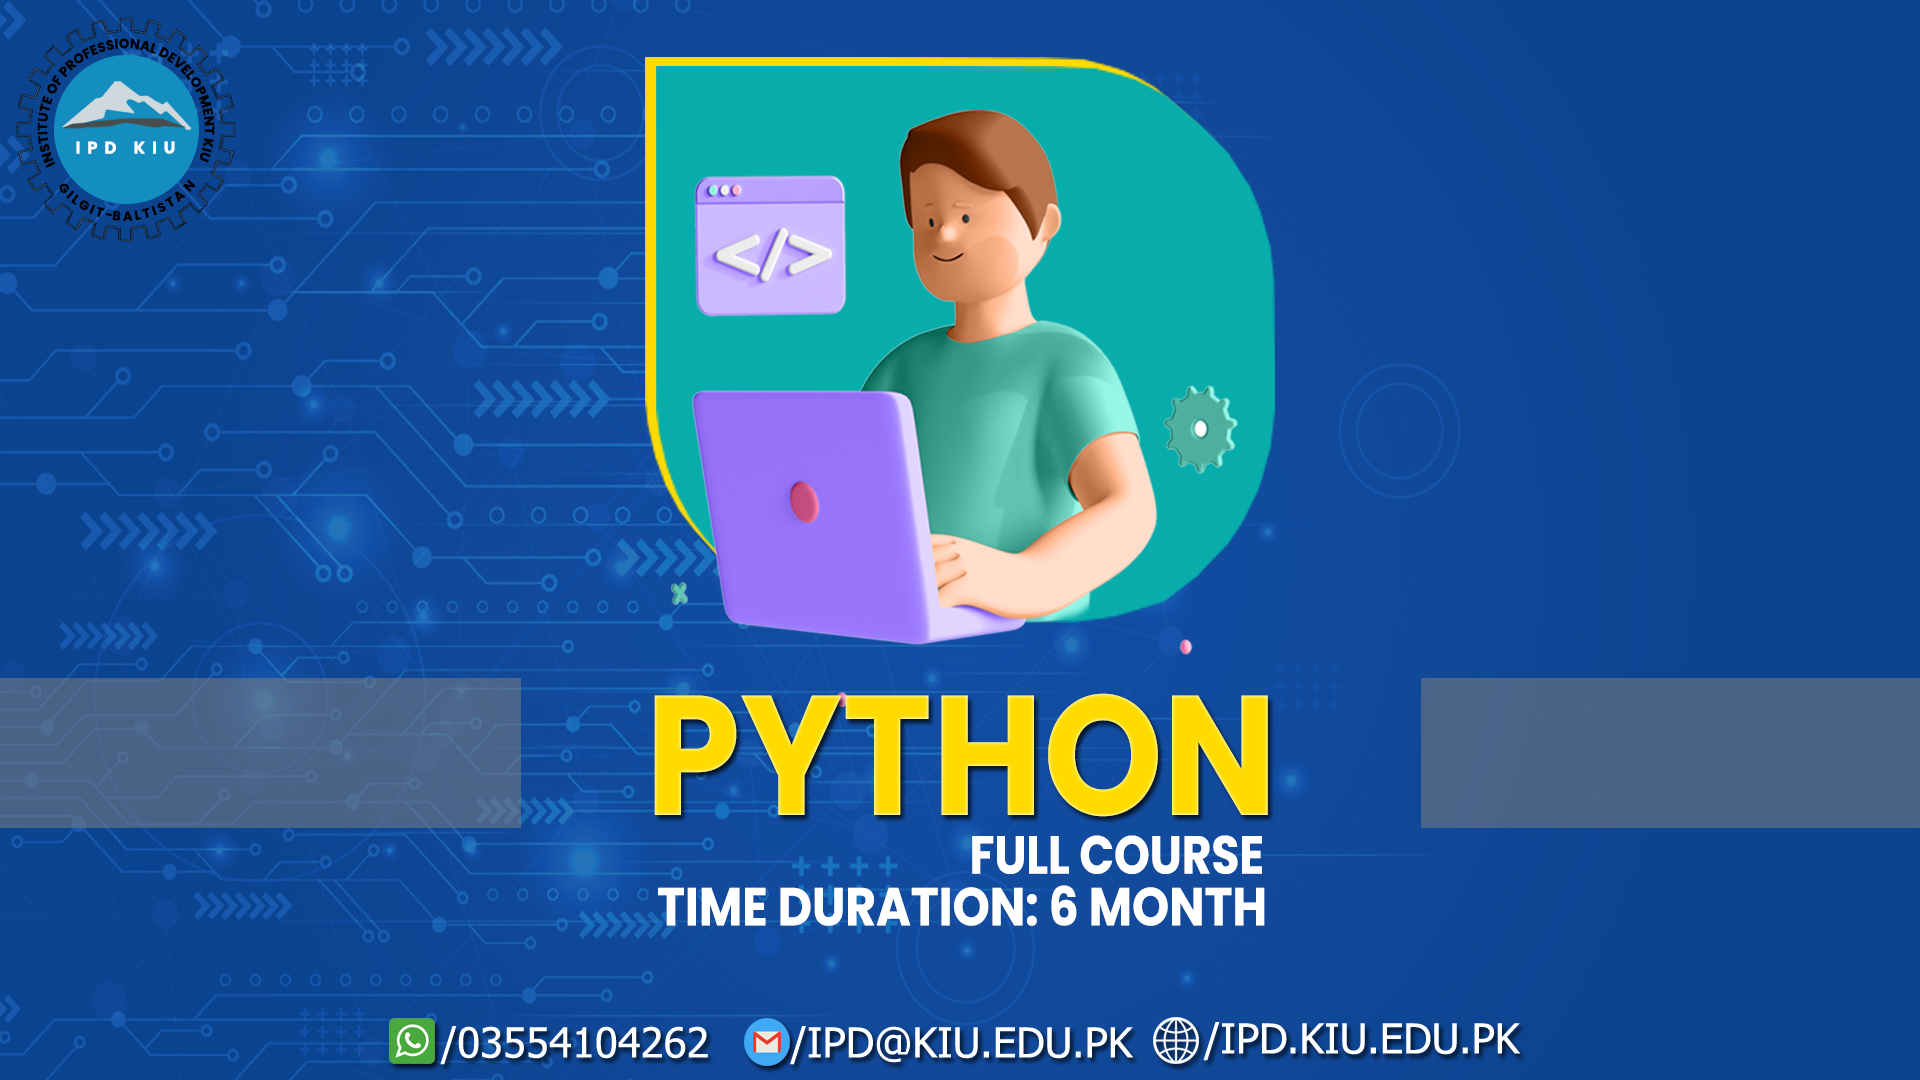 INSTITUTE OF PROFESSIONAL DEVELOPMENT KIU
IPD KIU
GILGIT-BALTISTAN
</>
PYTHON
FULL COURSE
TIME DURATION: 6 MONTH
/03554104262
/IPD@KIU.EDU.PK
/IPD.KIU.EDU.PK